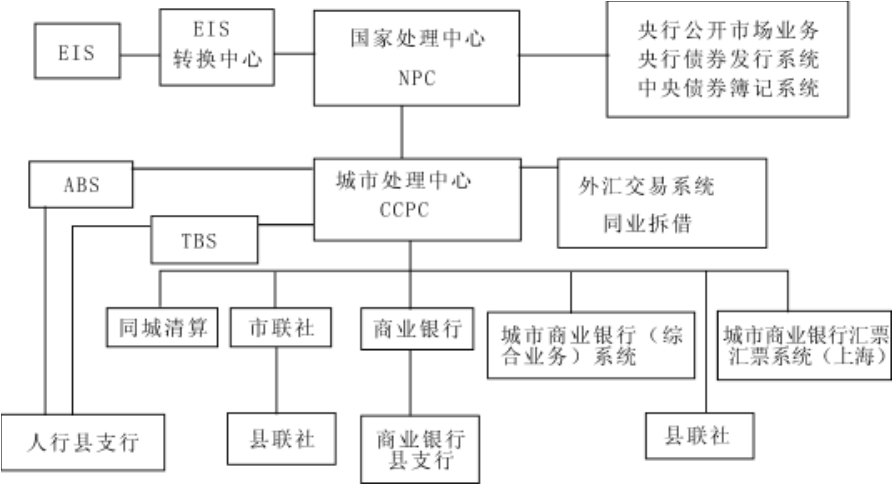 EIS
EIS
转换中心
国家处理中心
NPC
央行公开市场业务
央行债券发行系统
中央债券簿记系统
ABS
城市处理中心
CCPC
外汇交易系统
同业拆借
TBS
同城清算
市联社
商业银行
城市商业银行（综
合业务）系统
城市商业银行汇票
汇票系统（上海）
人行县支行
县联社
商业银行
县支行
县联社